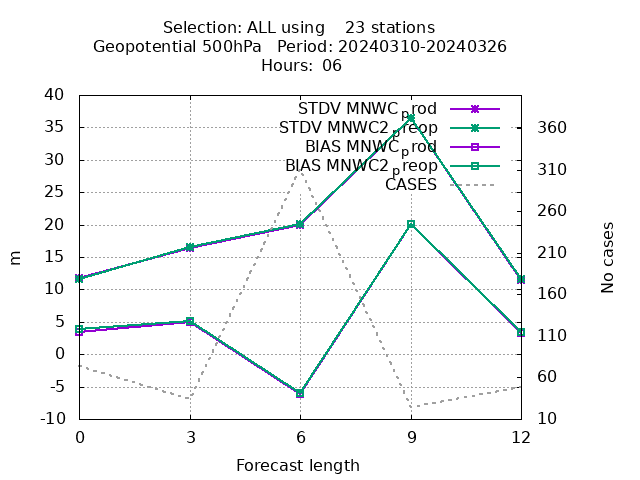 Selection: ALL using    23 stations
Geopotential 500hPa   Period: 20240310-20240326
Hours: 06
STDV MNWC_prod
STDV MNWC2_preop
BIAS MNWC_prod
BIAS MNWC2_preop
CASES
40
35
30
25
20
15
10
5
0
-5
-10
m
360
310
260
210
160
110
60
10
No cases
0 3 6 9 12
Forecast length